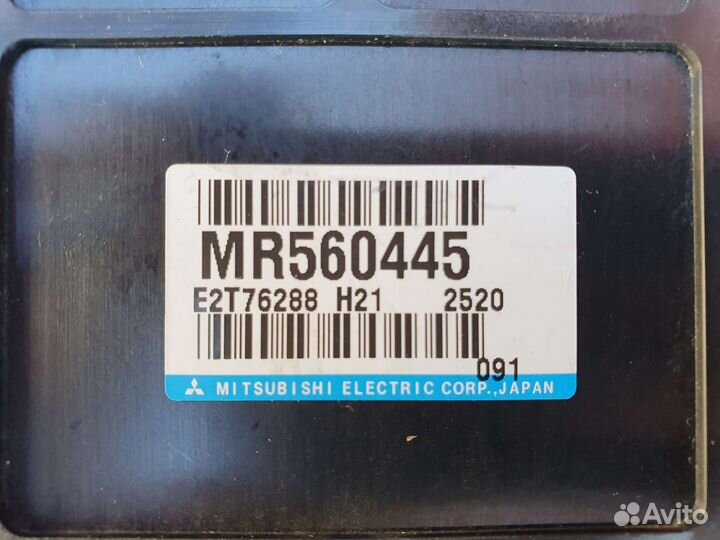 MR560445
E2T76288 H21 2520
091
MITSUBISHI ELECTRIC CORP.,JAPAN
Avito